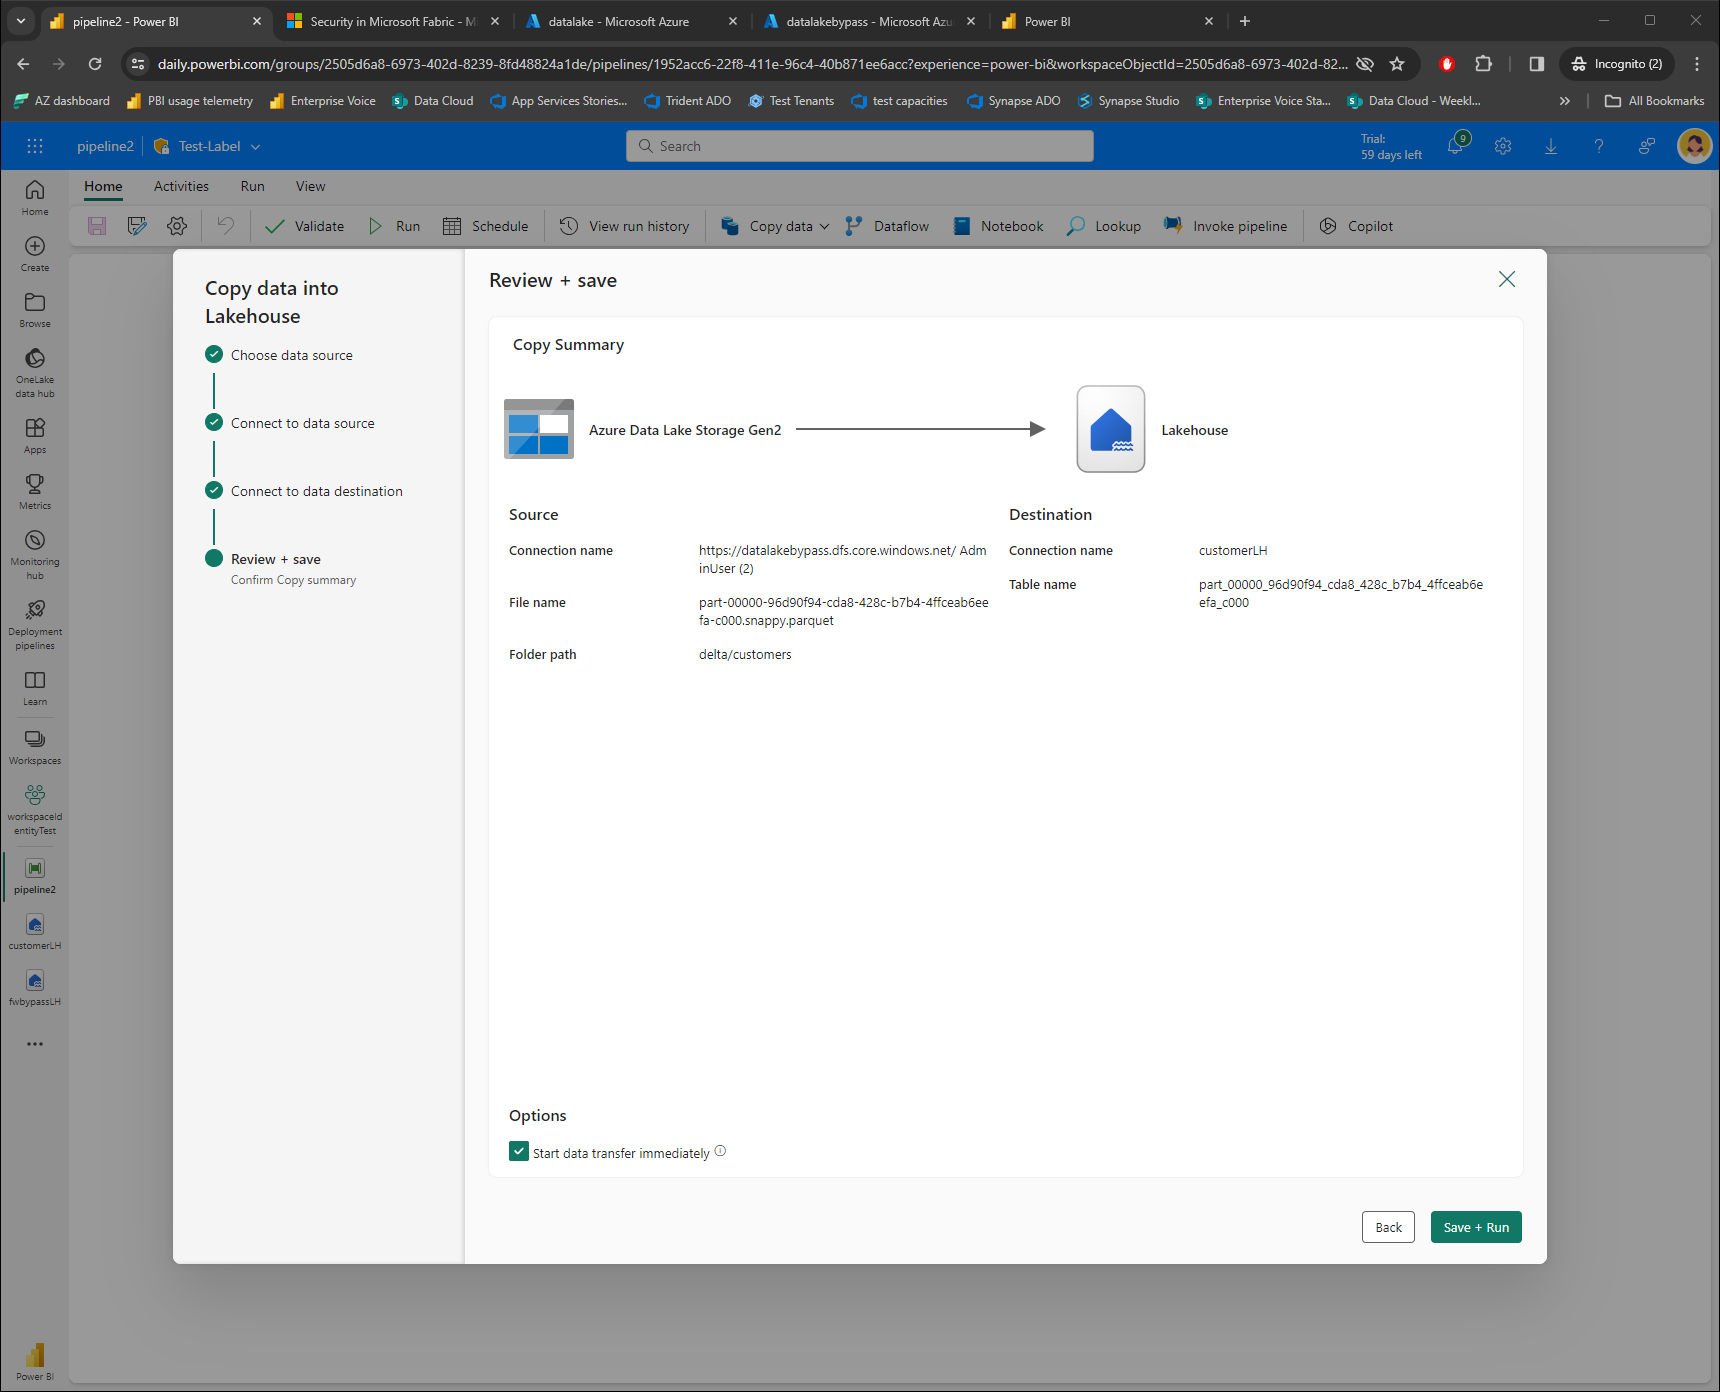 pipeline2 - Power BI
Security in Microsoft Fabric - Mi
datalake - Microsoft Azure
datalakebypass - Microsoft Azu
Power BI
daily.powerbi.com/groups/2505d6a8-6973-402d-8239-8fd48824a1de/pipelines/1952acc6-22f8-411e-96c4-40b871ee6acc?experience=power-bi&workspaceObjectId=2505d6a8-6973-402d-82...
Incognito (2)
AZ dashboard
PBI usage telemetry
Enterprise Voice
Data Cloud
App Services Stories...
Trident ADO
Test Tenants
test capacities
Synapse ADO
Synapse Studio
Enterprise Voice Sta...
Data Cloud - Weekl...
All Bookmarks
pipeline2
Test-Label
Search
Trial:
59 days left
9
Home
Activities
Run
View
Validate
Run
Schedule
View run history
Copy data
Dataflow
Notebook
Lookup
Invoke pipeline
Copilot
Home
Create
Browse
OneLake
data hub
Apps
Metrics
Monitoring
hub
Deployment
pipelines
Learn
Workspaces
workspaceId
entityTest
pipeline2
customerLH
fwbypassLH
Power BI
Copy data into
Lakehouse
Choose data source
Connect to data source
Connect to data destination
Review + save
Confirm Copy summary
Review + save
Copy Summary
Azure Data Lake Storage Gen2
Lakehouse
Source
Connection name
https://datalakebypass.dfs.core.windows.net/ Adm
inUser (2)
File name
part-00000-96d90f94-cda8-428c-b7b4-4ffceab6ee
fa-c000.snappy.parquet
Folder path
delta/customers
Destination
Connection name
customerLH
Table name
part_00000_96d90f94_cda8_428c_b7b4_4ffceab6e
efa_c000
Options
Start data transfer immediately
Back
Save + Run